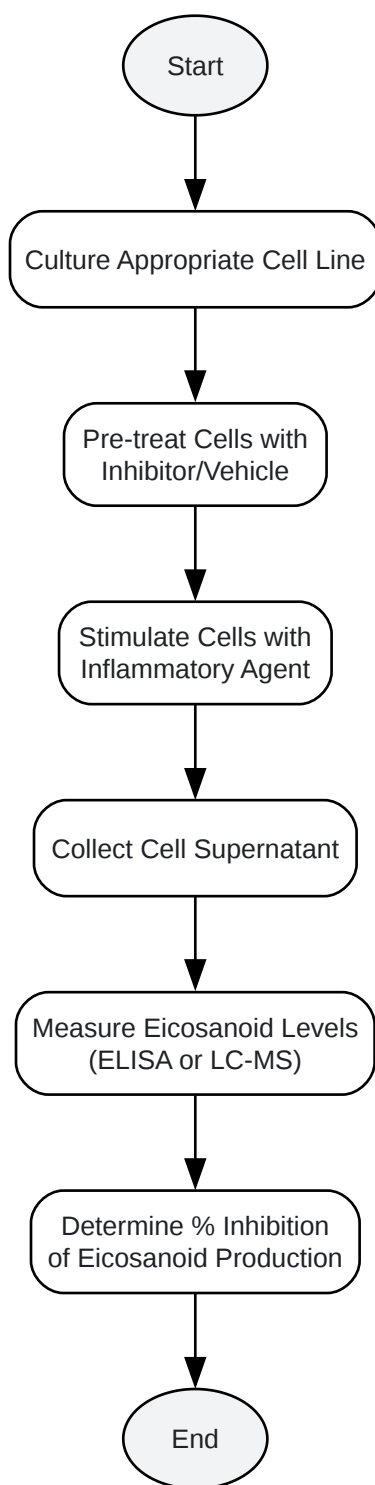 Start
Culture Appropriate Cell Line
Pre-treat Cells with
Inhibitor/Vehicle
Stimulate Cells with
Inflammatory Agent
Collect Cell Supernatant
Measure Eicosanoid Levels
(ELISA or LC-MS)
Determine % Inhibition
of Eicosanoid Production
End